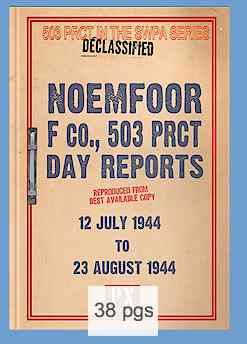 503 PRCT IN THE SWPA SERIES
DECLASSIFIED
NOEMFOOR
F CO., 503 PRCT
DAY REPORTS
REPRODUCED FROM
BEST AVAILABLE COPY
12 JULY 1944
TO
23 AUGUST 1944
38 pgs